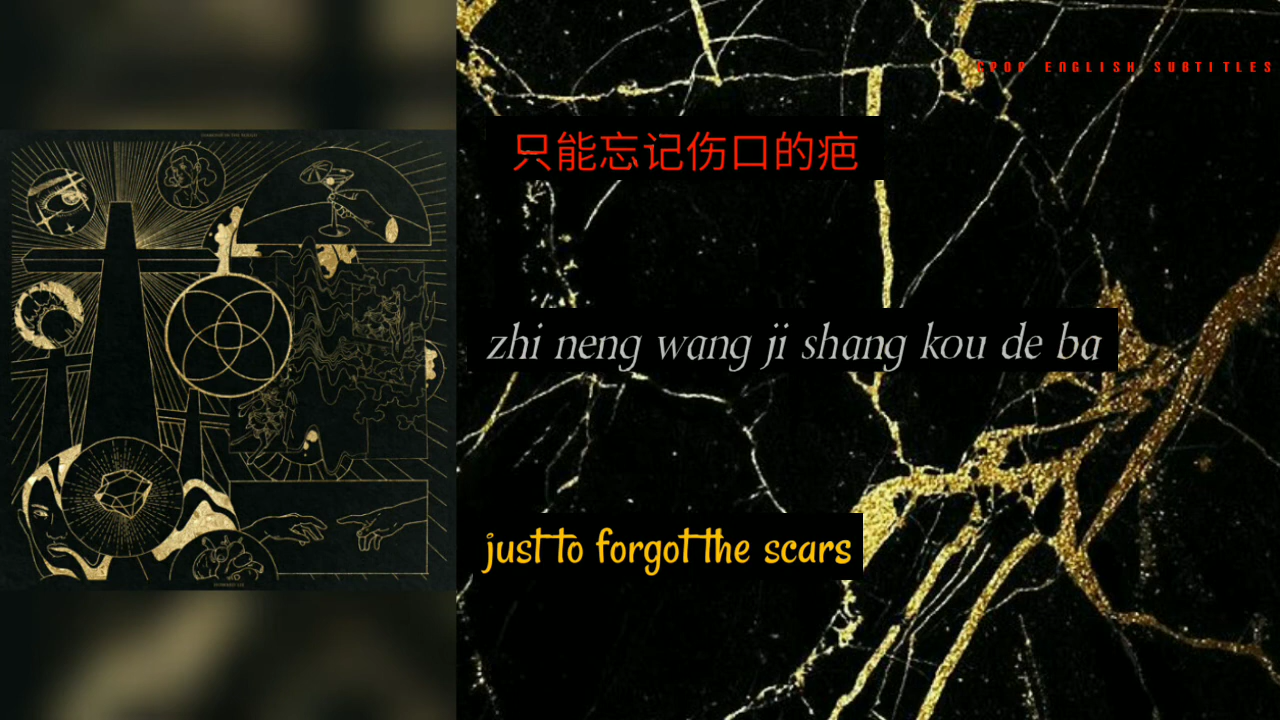 CPOP ENGLISH SUBTITLES
只能忘记伤口的疤
zhi neng wang ji shang kou de ba
just to forgot the scars